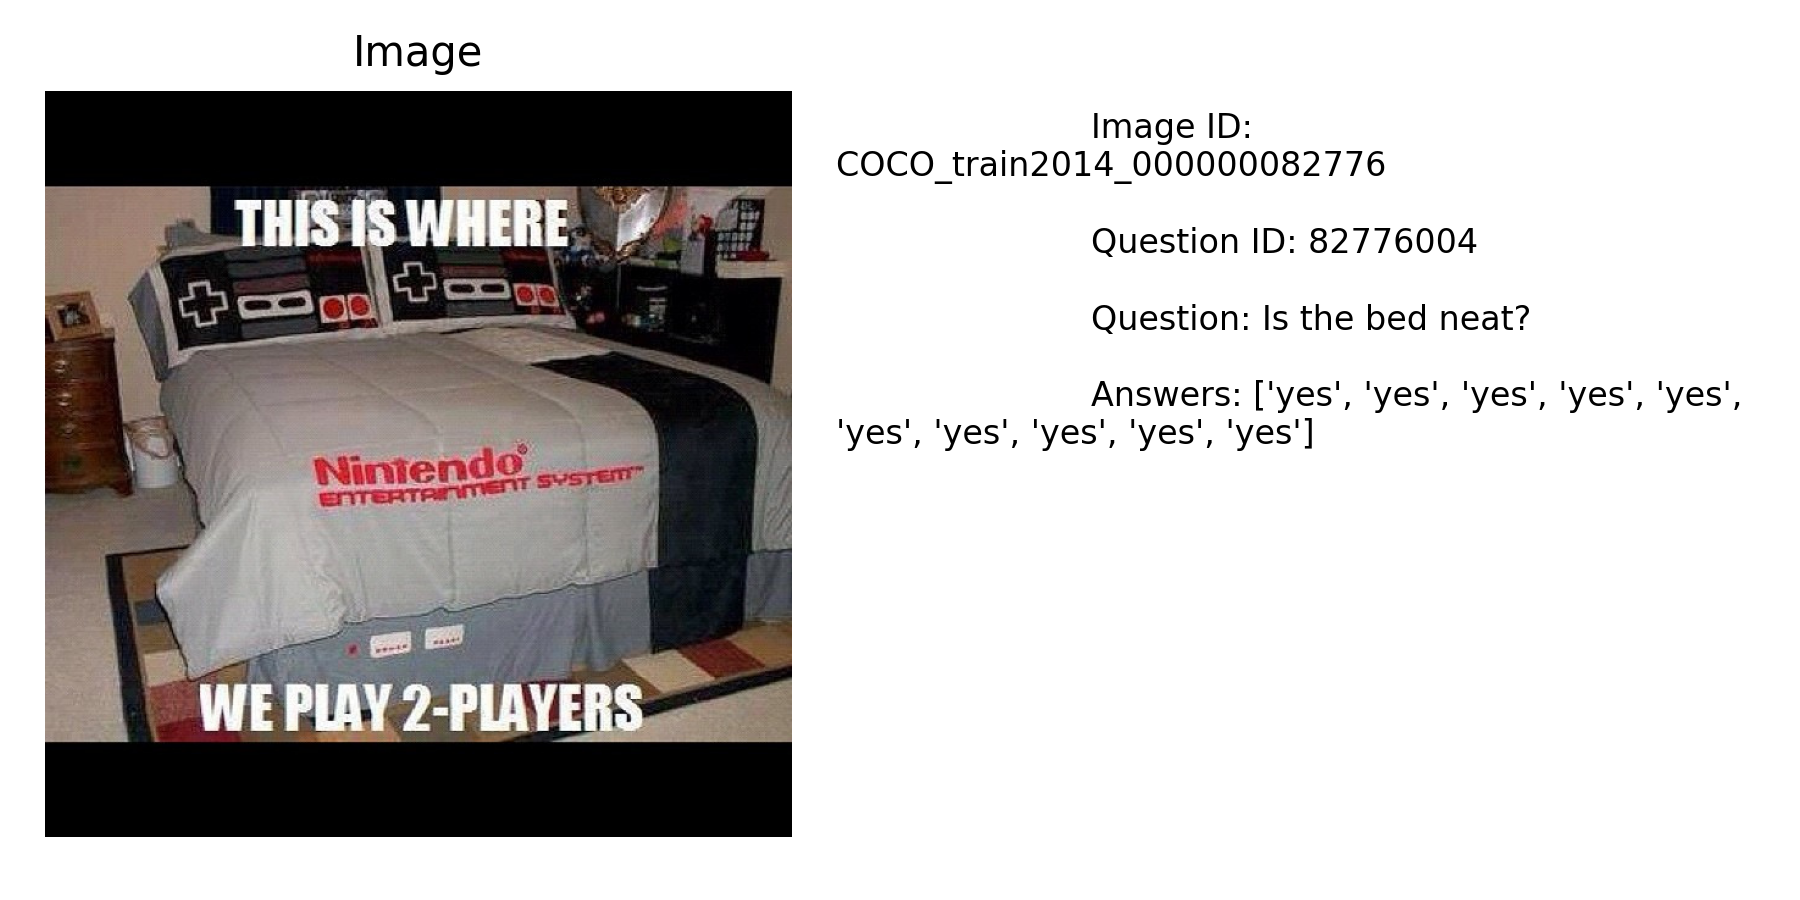 Image
THIS IS WHERE
Nintendo®
ENTERTAINMENT SYSTEM™
WE PLAY 2-PLAYERS
Image ID:
COCO_train2014_000000082776
Question ID: 82776004
Question: Is the bed neat?
Answers: ['yes', 'yes', 'yes', 'yes', 'yes',
'yes', 'yes', 'yes', 'yes', 'yes']